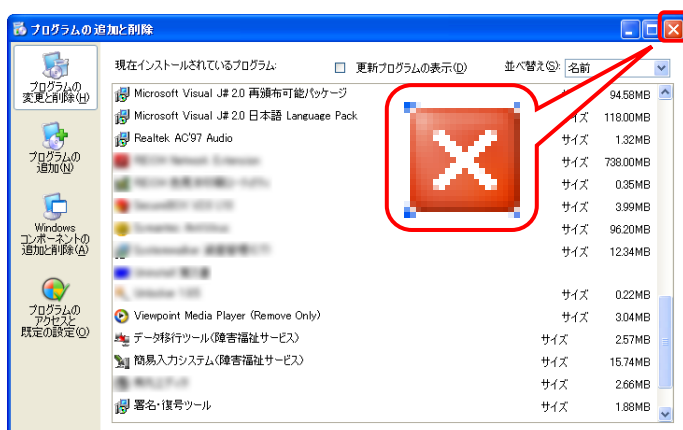 プログラムの追加と削除
現在インストールされているプログラム:
更新プログラムの表示(D)
並べ替え(S):
名前
プログラムの
変更と削除(H)
プログラムの
追加(N)
Windows
コンポーネントの
追加と削除(A)
プログラムの
アクセスと
既定の設定(O)
Microsoft Visual J# 2.0 再頒布可能パッケージ 94.58MB
Microsoft Visual J# 2.0 日本語 Language Pack サイズ 118.00MB
Realtek AC'97 Audio サイズ 1.32MB
サイズ 738.00MB
サイズ 0.35MB
サイズ 3.99MB
サイズ 96.20MB
サイズ 12.34MB
サイズ 0.22MB
Viewpoint Media Player (Remove Only) サイズ 3.04MB
データ移行ツール(障害福祉サービス) サイズ 2.57MB
簡易入力システム(障害福祉サービス) サイズ 15.74MB
サイズ 2.66MB
署名・復号ツール サイズ 1.88MB